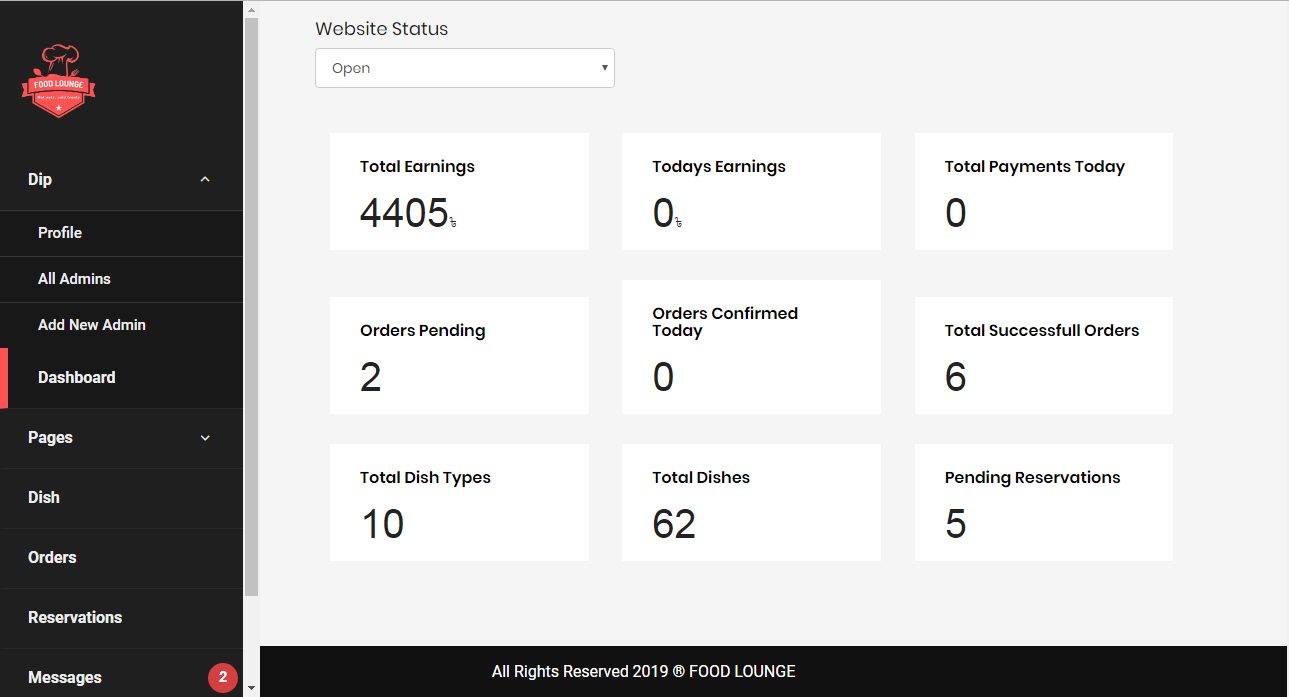 FOOD LOUNGE
Dip
Profile
All Admins
Add New Admin
Dashboard
Pages
Dish
Orders
Reservations
Messages
2
Website Status
Open
Total Earnings
4405৳
Todays Earnings
0৳
Total Payments Today
0
Orders Pending
2
Orders Confirmed
Today
0
Total Successfull Orders
6
Total Dish Types
10
Total Dishes
62
Pending Reservations
5
All Rights Reserved 2019 ® FOOD LOUNGE